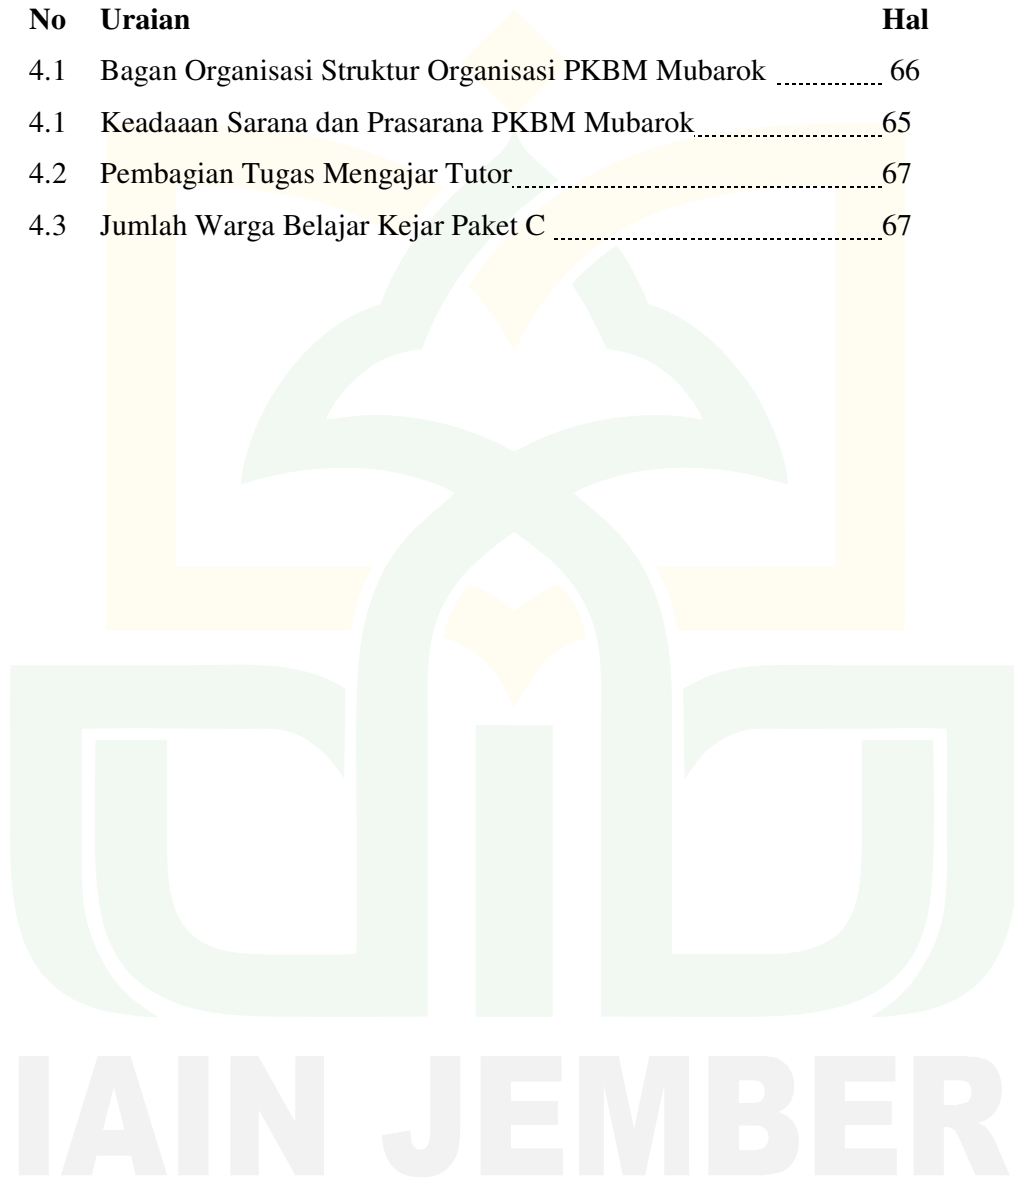 No Uraian Hal
4.1 Bagan Organisasi Struktur Organisasi PKBM Mubarok 66
4.1 Keadaaan Sarana dan Prasarana PKBM Mubarok 65
4.2 Pembagian Tugas Mengajar Tutor 67
4.3 Jumlah Warga Belajar Kejar Paket C 67
IAIN JEMBER